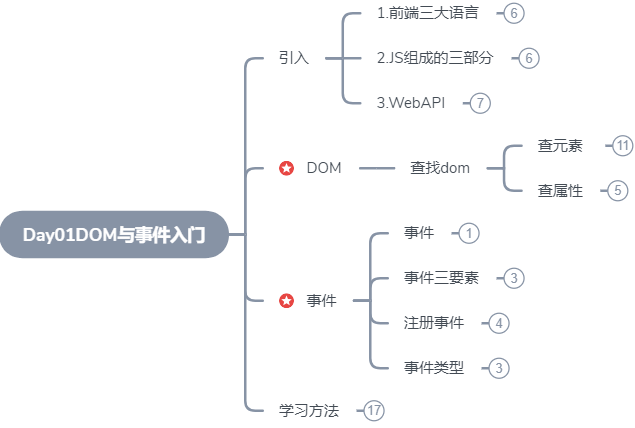 1.前端三大语言 6
引入
2.JS组成的三部分 6
3.WebAPI 7
查元素 11
DOM
查找dom
查属性 5
Day01DOM与事件入门
事件 1
事件三要素 3
事件
注册事件 4
事件类型 3
学习方法 17